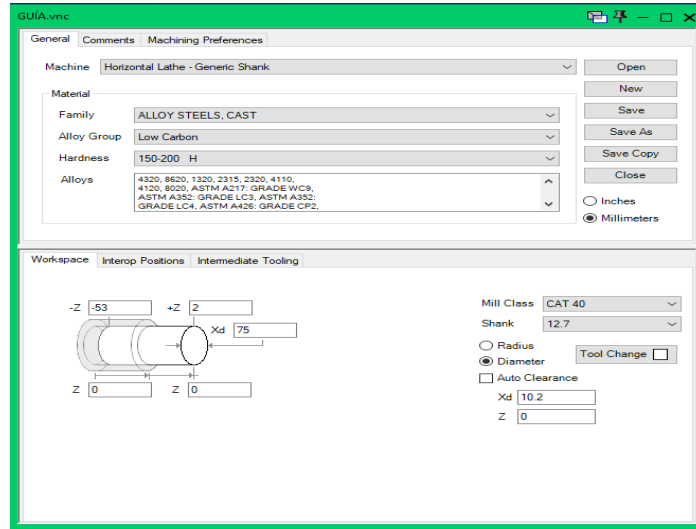 GUÍA.vnc
General Comments Machining Preferences
Machine Horizontal Lathe - Generic Shank
Open
New
Save
Save As
Save Copy
Close
Inches
Millimeters
Material
Family ALLOY STEELS, CAST
Alloy Group Low Carbon
Hardness 150-200 H
Alloys 4320, 8620, 1320, 2315, 2320, 4110,
4120, 8020, ASTM A217: GRADE WC9,
ASTM A352: GRADE LC3, ASTM A352:
GRADE LC4, ASTM A426: GRADE CP2,
Workspace Interop Positions Intermediate Tooling
-Z -53 +Z 2
Xd 75
Z 0 Z 0
Mill Class CAT 40
Shank 12.7
Radius
Diameter
Tool Change
Auto Clearance
Xd 10.2
Z 0